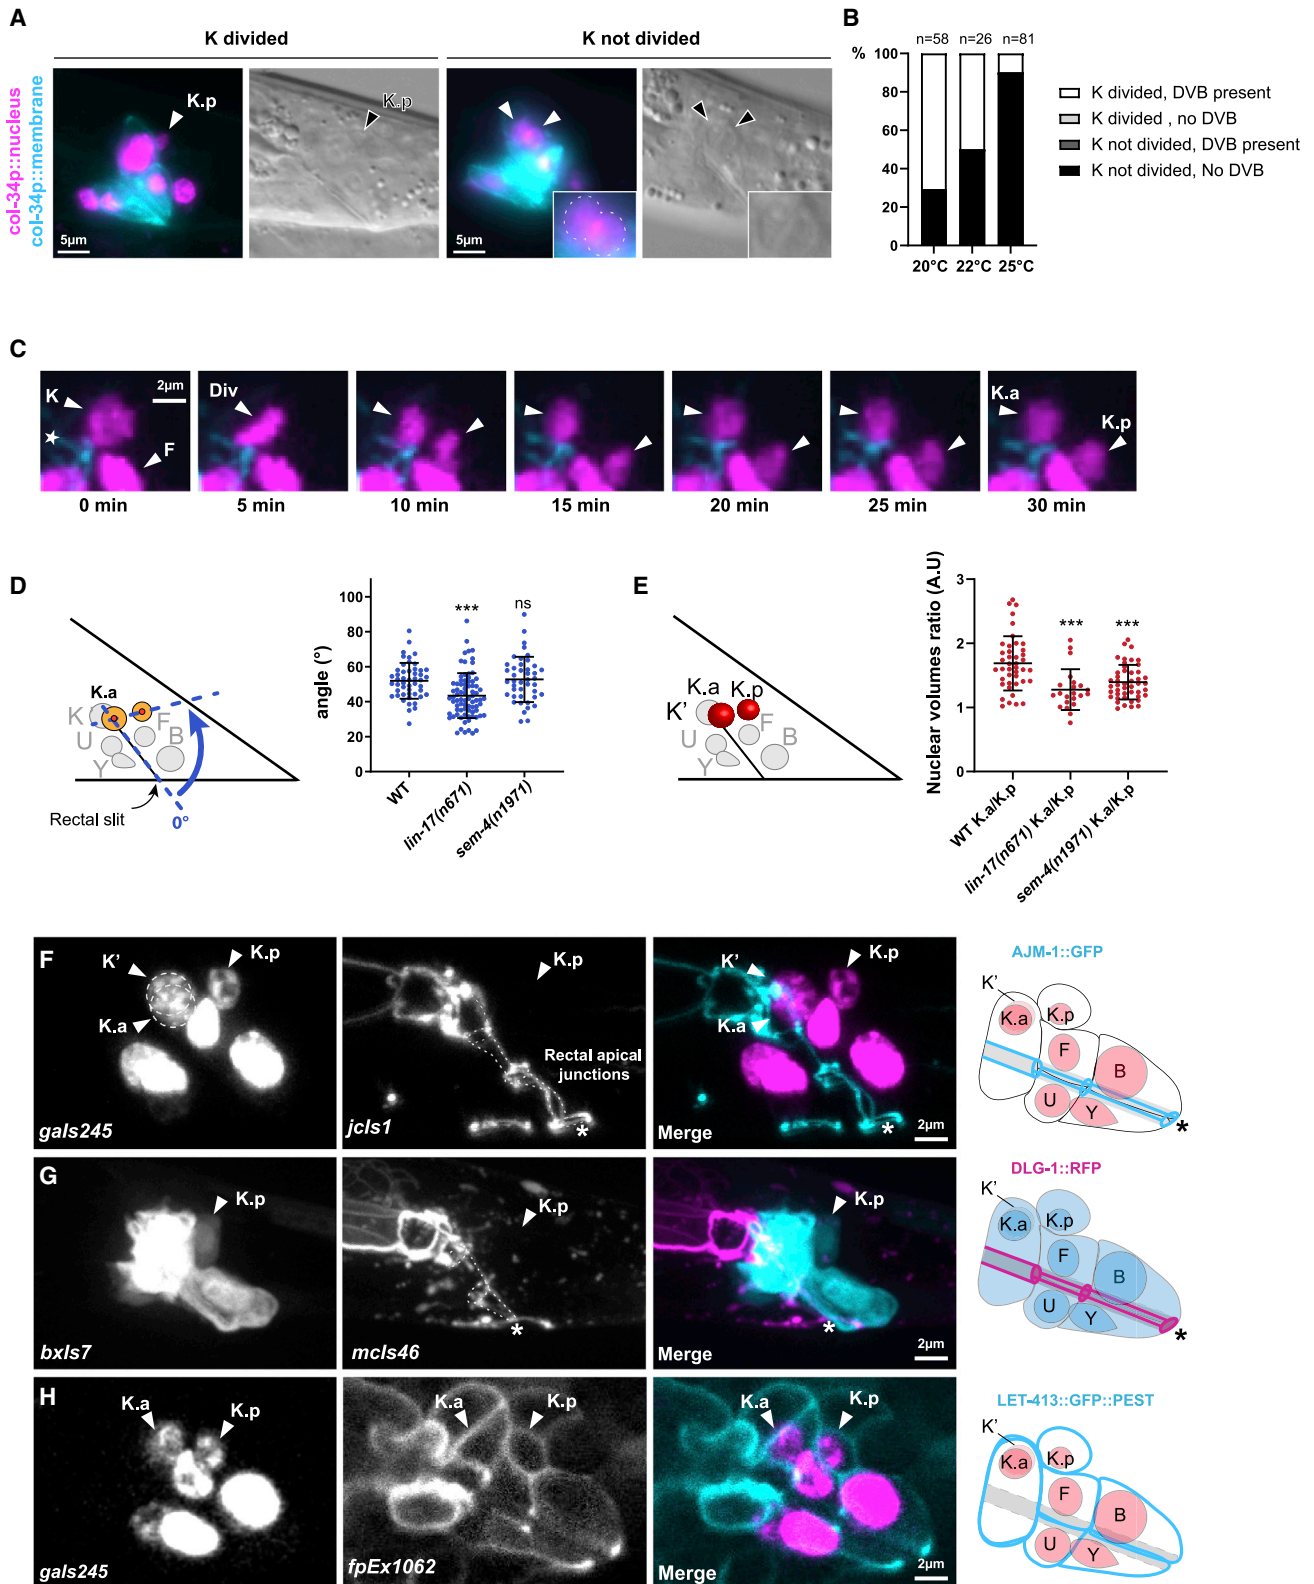 A
K divided
K not divided
col-34p::nucleus
col-34p::membrane
K.p
K.p
5µm
5µm
B
n=58 n=26 n=81
%
100
80
60
40
20
0
20°C 22°C 25°C
K divided, DVB present
K divided , no DVB
K not divided, DVB present
K not divided, No DVB
C
K
F
2µm
Div
K.a
K.p
0 min
5 min
10 min
15 min
20 min
25 min
30 min
D
K.a
K
U
Y
F
B
Rectal slit
0°
angle (°)
100
80
60
40
20
0
***
ns
WT
lin-17(n671)
sem-4(n1971)
E
K.a
K.p
K'
U
Y
F
B
Nuclear volumes ratio (A.U)
3
2
1
0
***
***
WT K.a/K.p
lin-17(n671) K.a/K.p
sem-4(n1971) K.a/K.p
F
K'
K.p
K.a
gaIs245
K.p
Rectal apical
junctions
*
jcIs1
K'
K.p
K.a
*
Merge
2µm
AJM-1::GFP
K'
K.a
K.p
F
B
U
Y
*
G
K.p
bxIs7
K.p
*
mcIs46
K.p
*
Merge
2µm
DLG-1::RFP
K'
K.a
K.p
F
B
U
Y
*
H
K.a
K.p
gaIs245
K.a
K.p
fpEx1062
K.a
K.p
Merge
2µm
LET-413::GFP::PEST
K'
K.a
K.p
F
B
U
Y